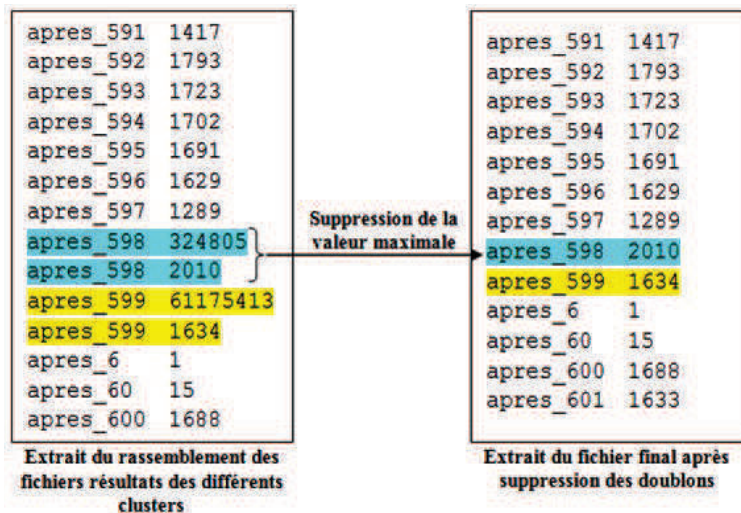 apres_591 1417
apres_592 1793
apres_593 1723
apres_594 1702
apres_595 1691
apres_596 1629
apres_597 1289
apres_598 324805
apres_598 2010
apres_599 61175413
apres_599 1634
apres_6 1
apres_60 15
apres_600 1688
Extrait du rassemblement des
fichiers résultats des différents
clusters
Suppression de la
valeur maximale
apres_591 1417
apres_592 1793
apres_593 1723
apres_594 1702
apres_595 1691
apres_596 1629
apres_597 1289
apres_598 2010
apres_599 1634
apres_6 1
apres_60 15
apres_600 1688
apres_601 1633
Extrait du fichier final après
suppression des doublons